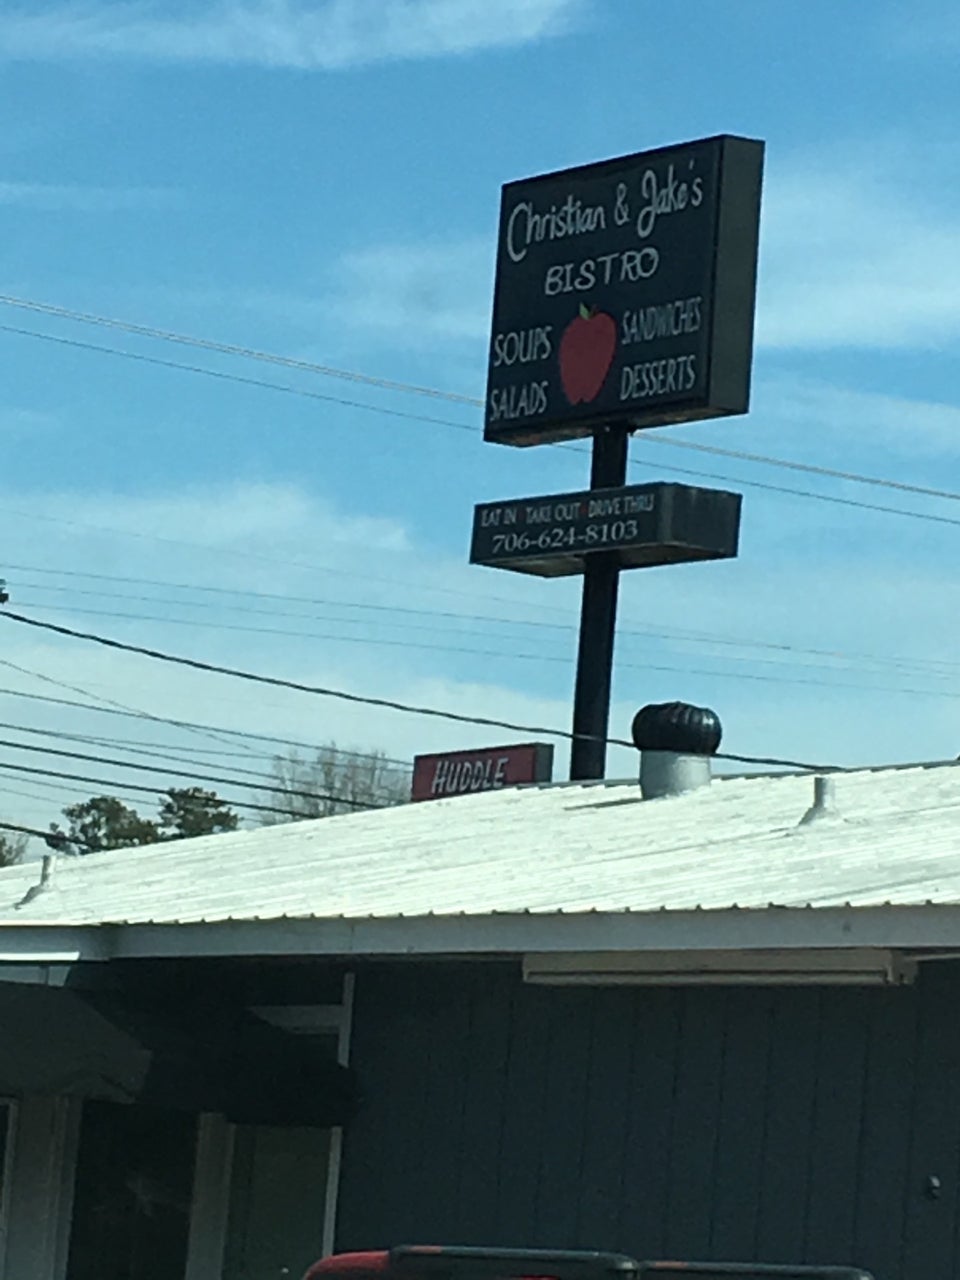 Christian & Jake's
BISTRO
SOUPS SANDWICHES
SALADS DESSERTS
EAT IN TAKE OUT DRIVE THRU
706-624-8103
HUDDLE